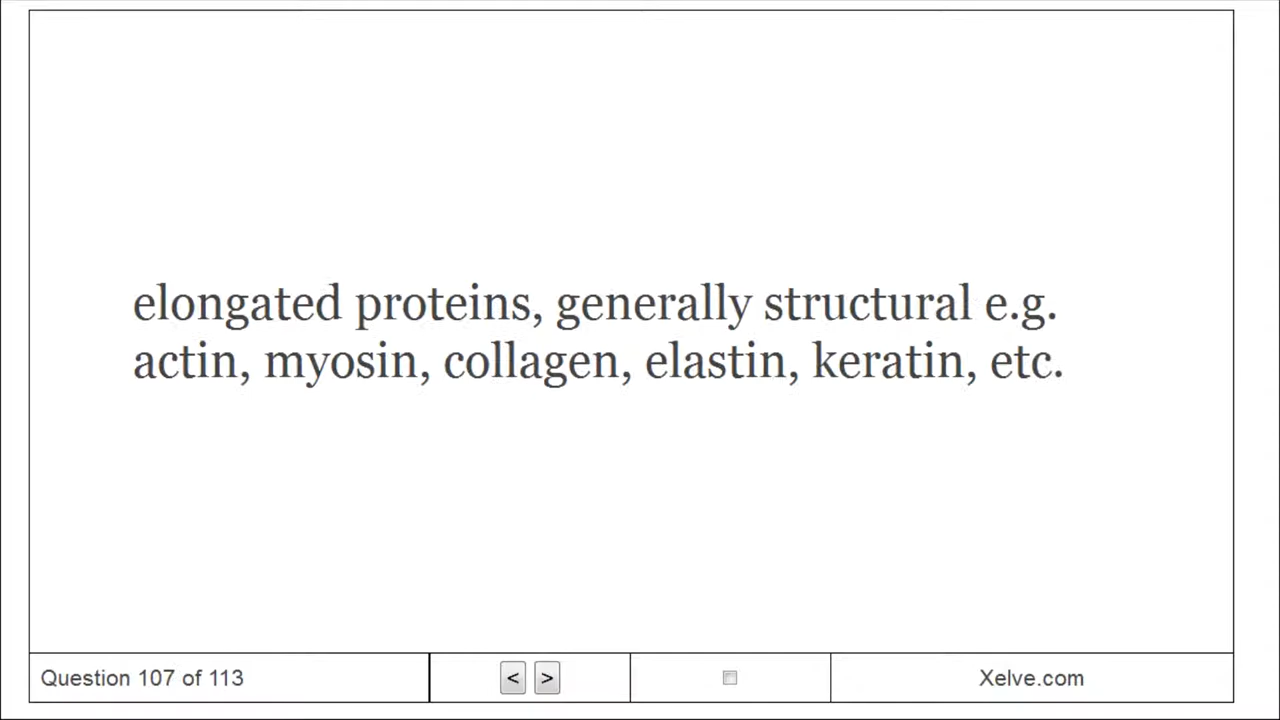 elongated proteins, generally structural e.g.
actin, myosin, collagen, elastin, keratin, etc.
Question 107 of 113
<
>
Xelve.com